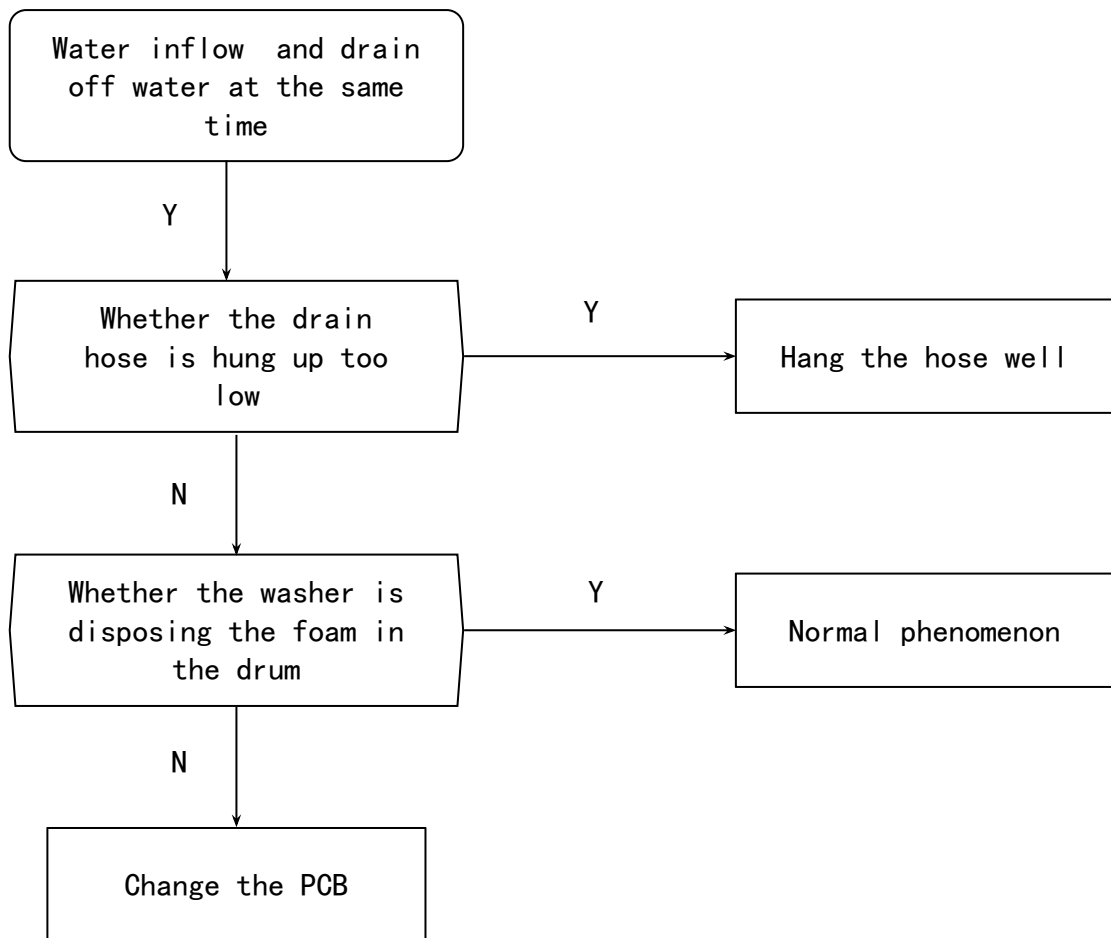 Water inflow  and drain
off water at the same
time
Y
Whether the drain
hose is hung up too
low
Y
Hang the hose well
N
Whether the washer is
disposing the foam in
the drum
Y
Normal phenomenon
N
Change the PCB